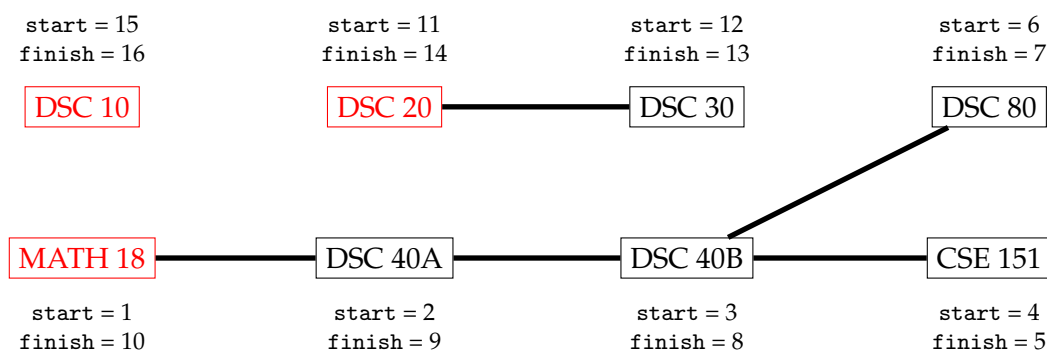 start = 15
finish = 16
DSC 10
start = 11
finish = 14
DSC 20
start = 12
finish = 13
DSC 30
start = 6
finish = 7
DSC 80
MATH 18
start = 1
finish = 10
DSC 40A
start = 2
finish = 9
DSC 40B
start = 3
finish = 8
CSE 151
start = 4
finish = 5